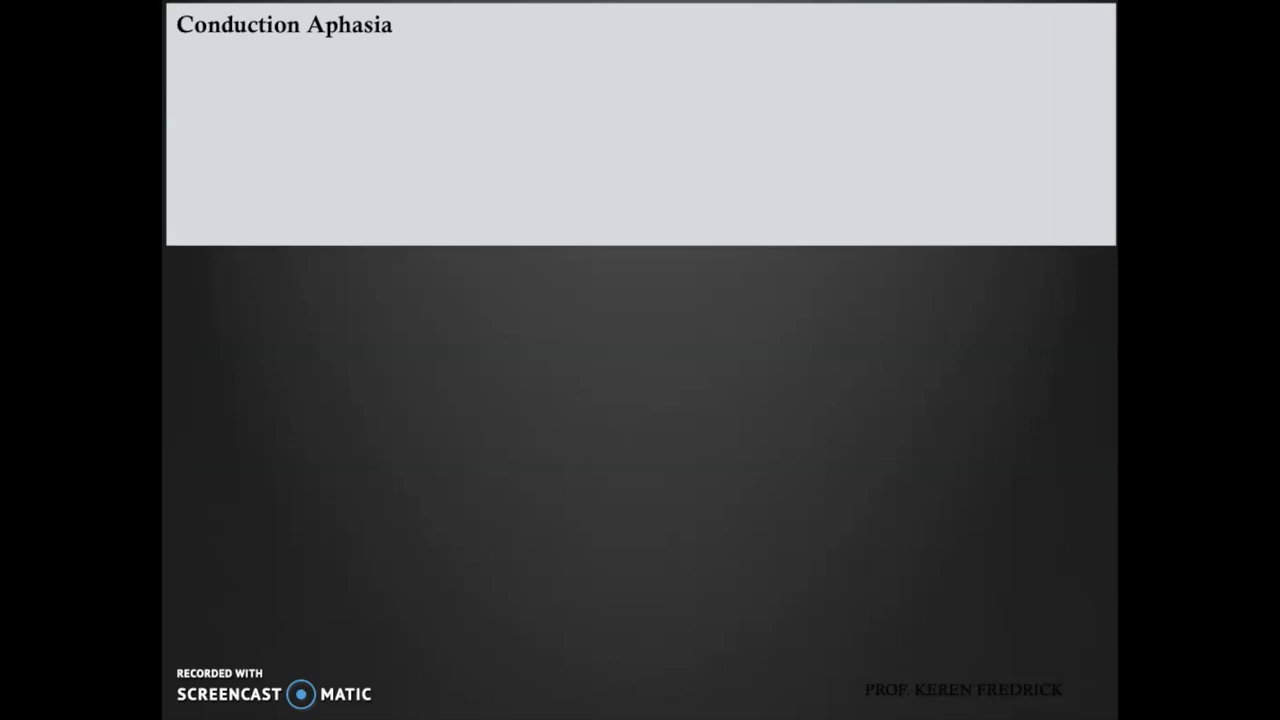 Conduction Aphasia
RECORDED WITH
SCREENCAST MATIC
PROF. KEREN FREDRICK